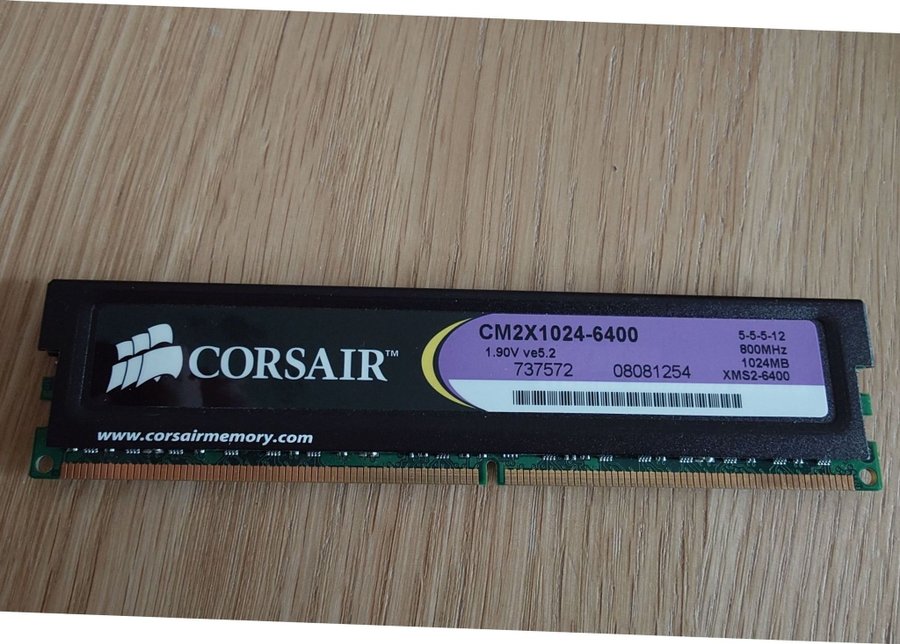 CORSAIR™
www.corsairmemory.com
CM2X1024-6400
1.90V ve5.2
737572 08081254
5-5-5-12
800MHz
1024MB
XMS2-6400